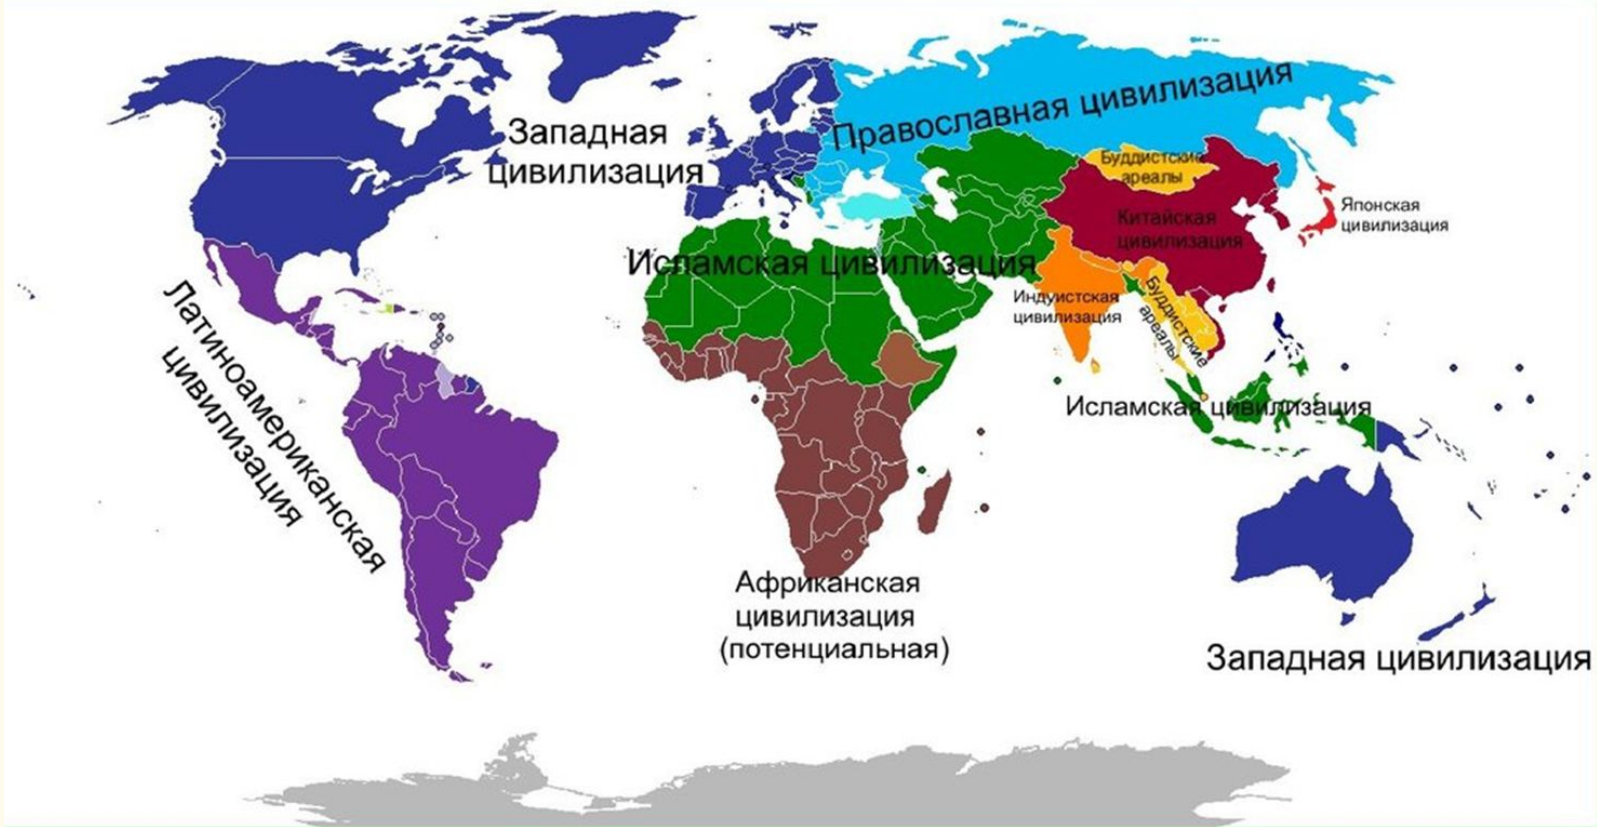 Западная
цивилизация
Православная цивилизация
Буддистские
ареалы
Китайская
цивилизация
Японская
цивилизация
Исламская цивилизация
Индуистская
цивилизация
Буддистские
ареалы
Латиноамериканская
цивилизация
Исламская цивилизация
Африканская
цивилизация
(потенциальная)
Западная цивилизация